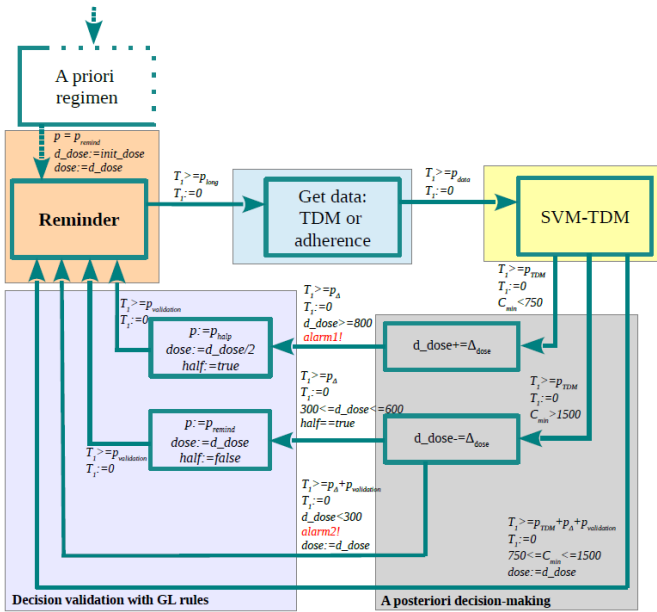 A priori
regimen
p = p_remind
d_dose:=init_dose
dose:=d_dose
Reminder
T_1>=p_long
T_1:=0
Get data:
TDM or
adherence
T_1>=p_data
T_1:=0
SVM-TDM
T_1>=p_TDM
T_1:=0
C_min<750
T_1>=p_validation
T_1:=0
p:=p_halp
dose:=d_dose/2
half:=true
T_1>=p_Δ
T_1:=0
d_dose>=800
alarm1!
d_dose+=Δ_dose
T_1>=p_Δ
T_1:=0
300<=d_dose<=600
half==true
T_1>=p_TDM
T_1:=0
C_min>1500
p:=p_remind
dose:=d_dose
half:=false
d_dose-=Δ_dose
T_1>=p_validation
T_1:=0
T_1>=p_Δ+p_validation
T_1:=0
d_dose<300
alarm2!
dose:=d_dose
T_1>=p_TDM+p_Δ+p_validation
T_1:=0
750<=C_min<=1500
dose:=d_dose
Decision validation with GL rules
A posteriori decision-making